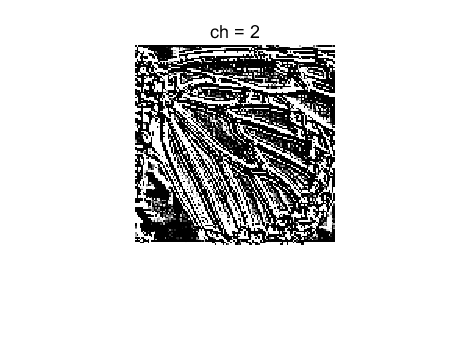 ch = 2